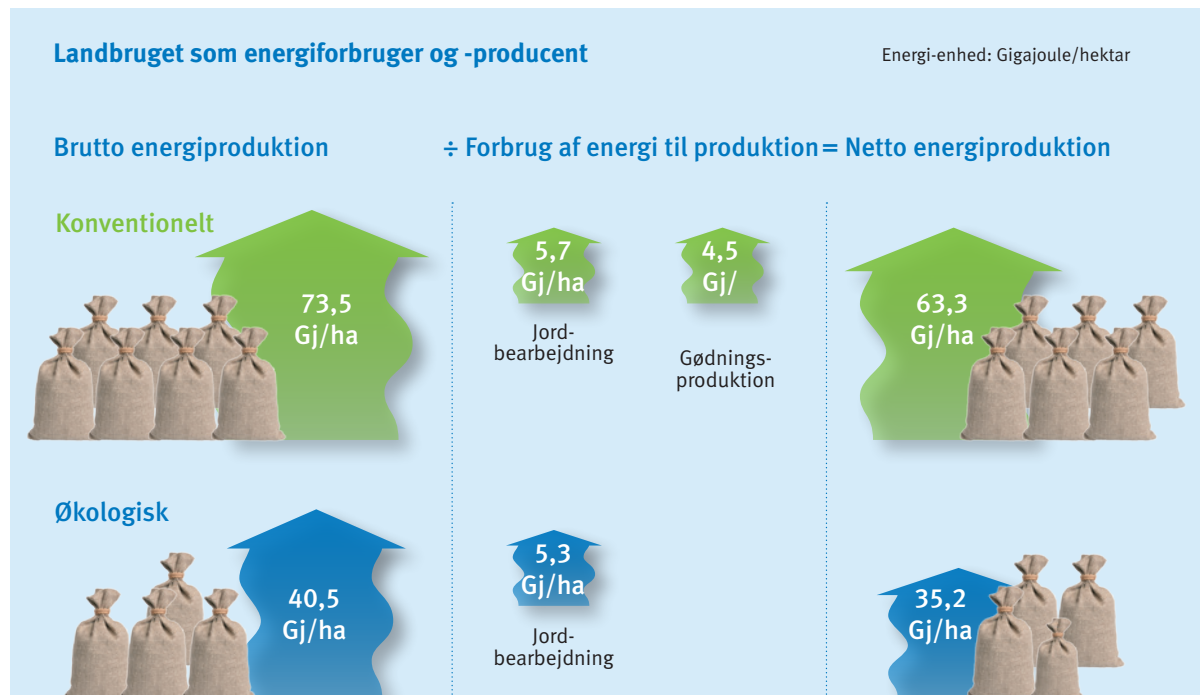 Landbruget som energiforbruger og -producent
Energi-enhed: Gigajoule/hektar
Brutto energiproduktion
÷ Forbrug af energi til produktion = Netto energiproduktion
Konventionelt
73,5
Gj/ha
5,7
Gj/ha
Jord-
bearbejdning
4,5
Gj/
Gødnings-
produktion
63,3
Gj/ha
Økologisk
40,5
Gj/ha
5,3
Gj/ha
Jord-
bearbejdning
35,2
Gj/ha